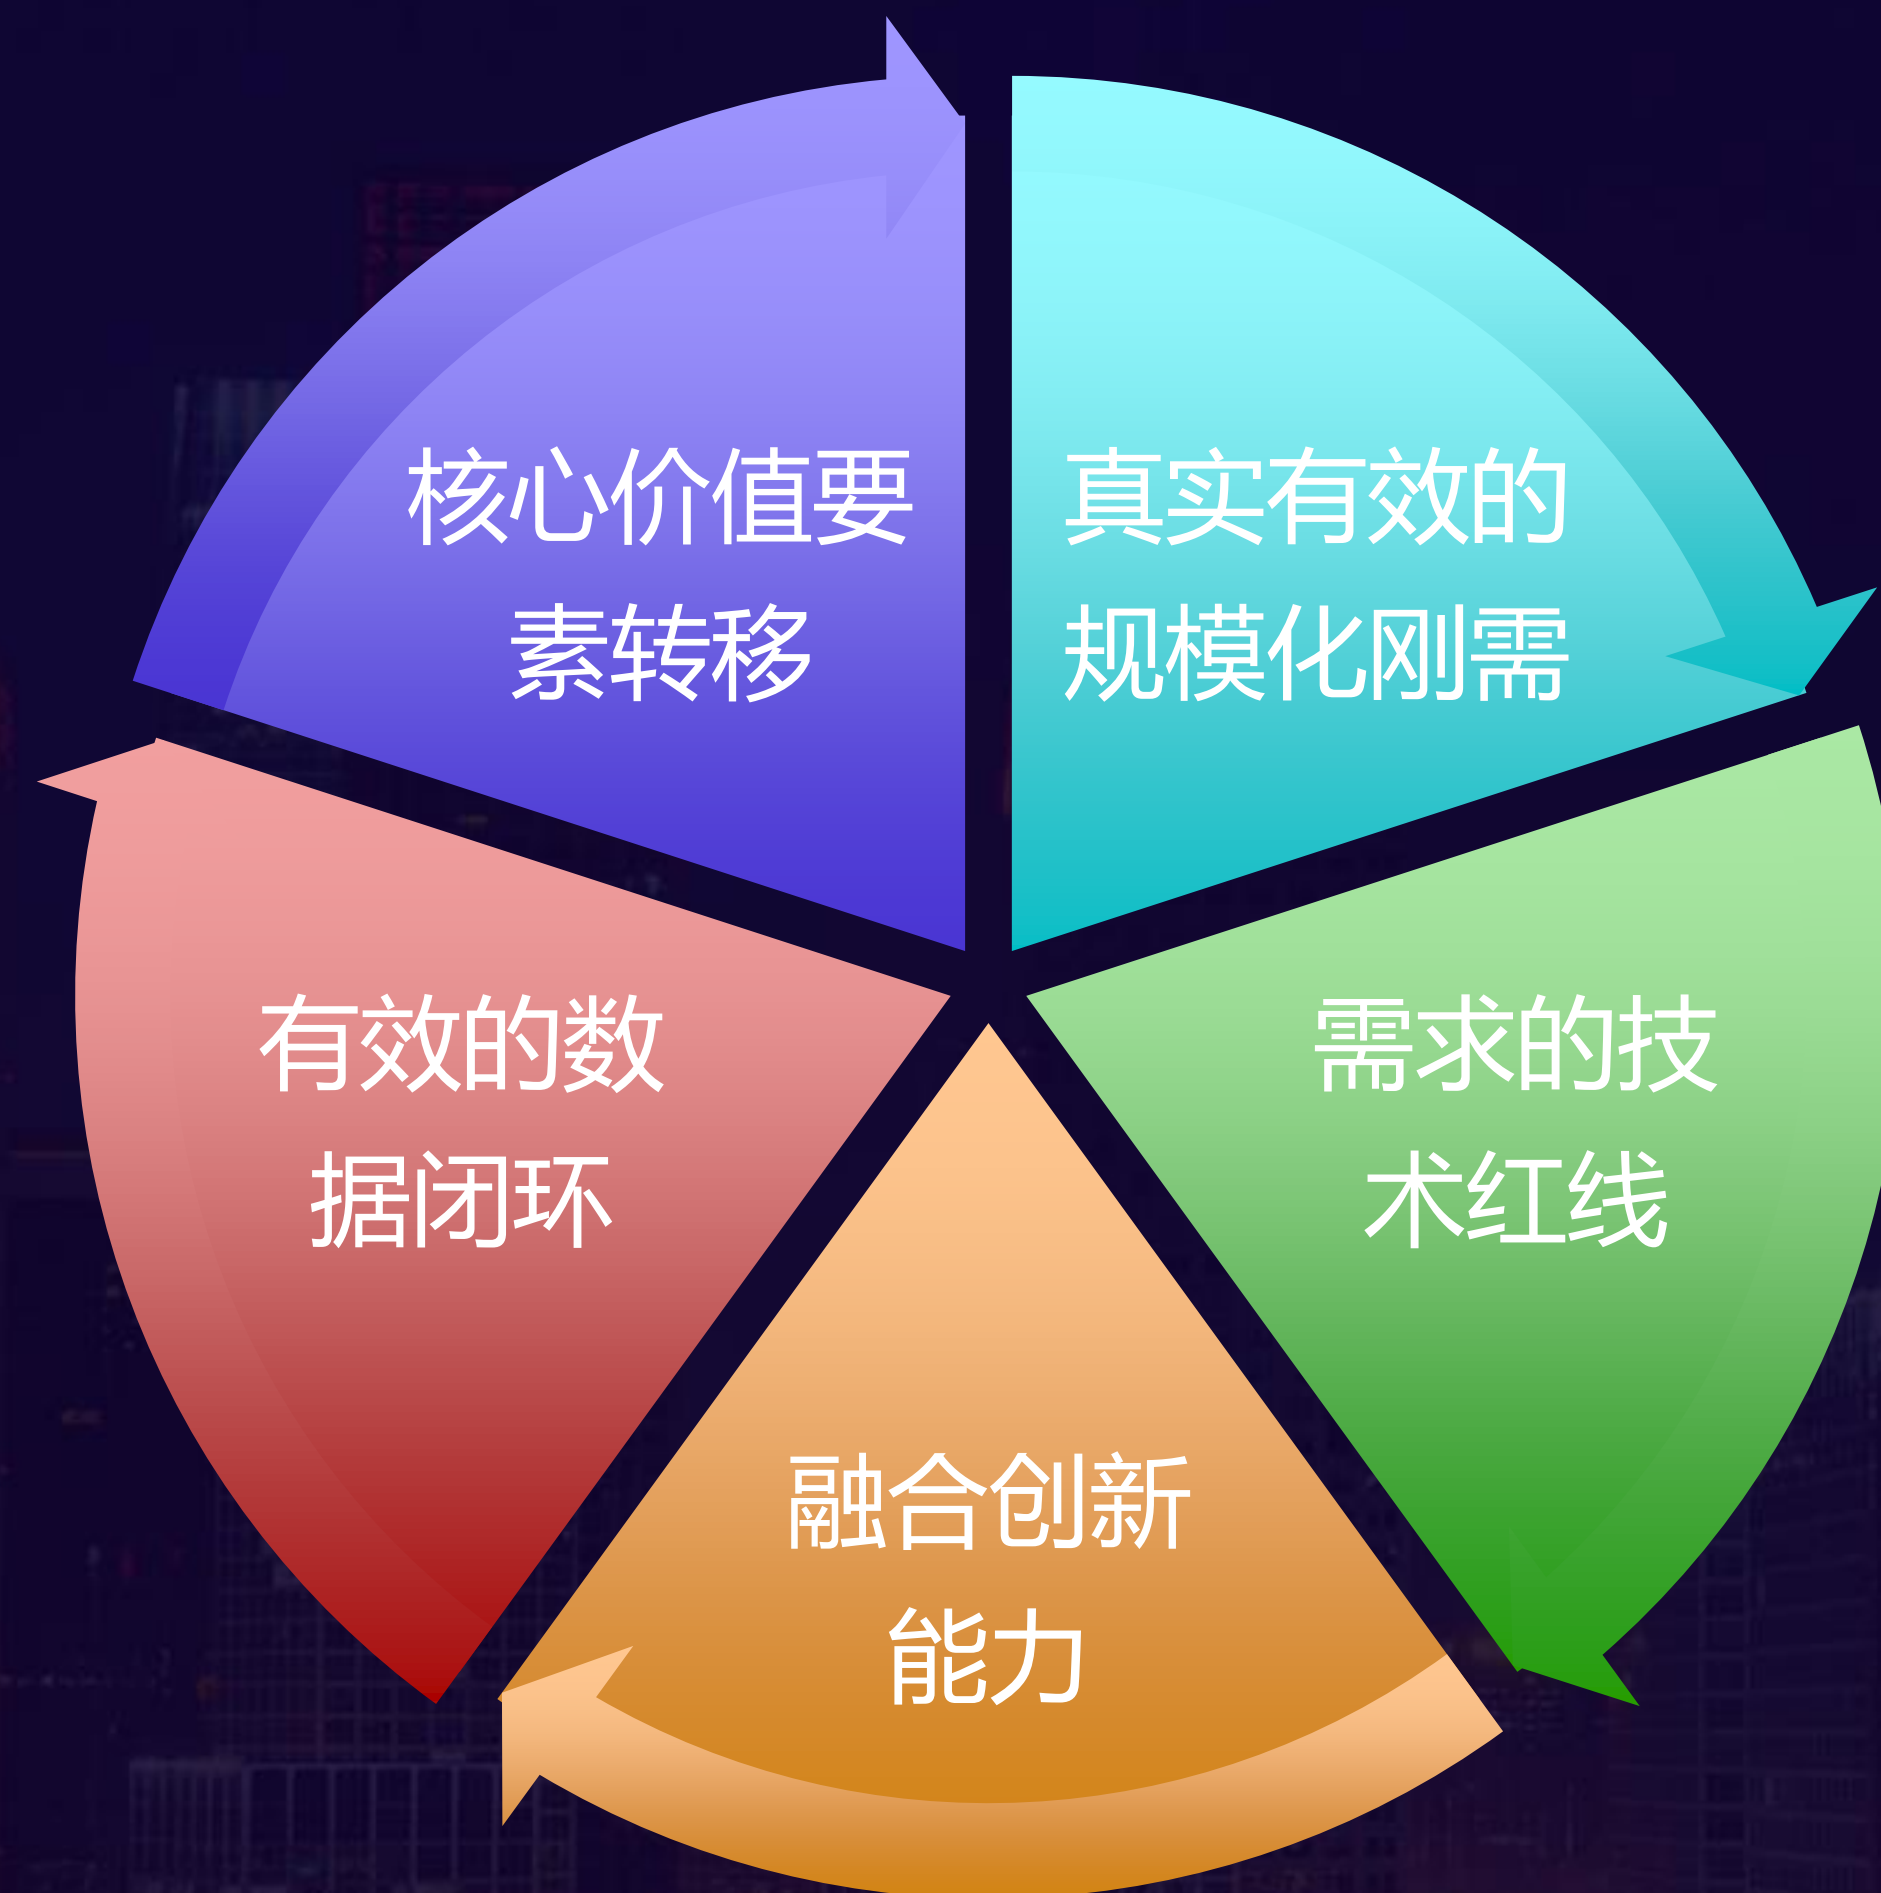 核心价值要
素转移
真实有效的
规模化刚需
需求的技
术红线
融合创新
能力
有效的数
据闭环